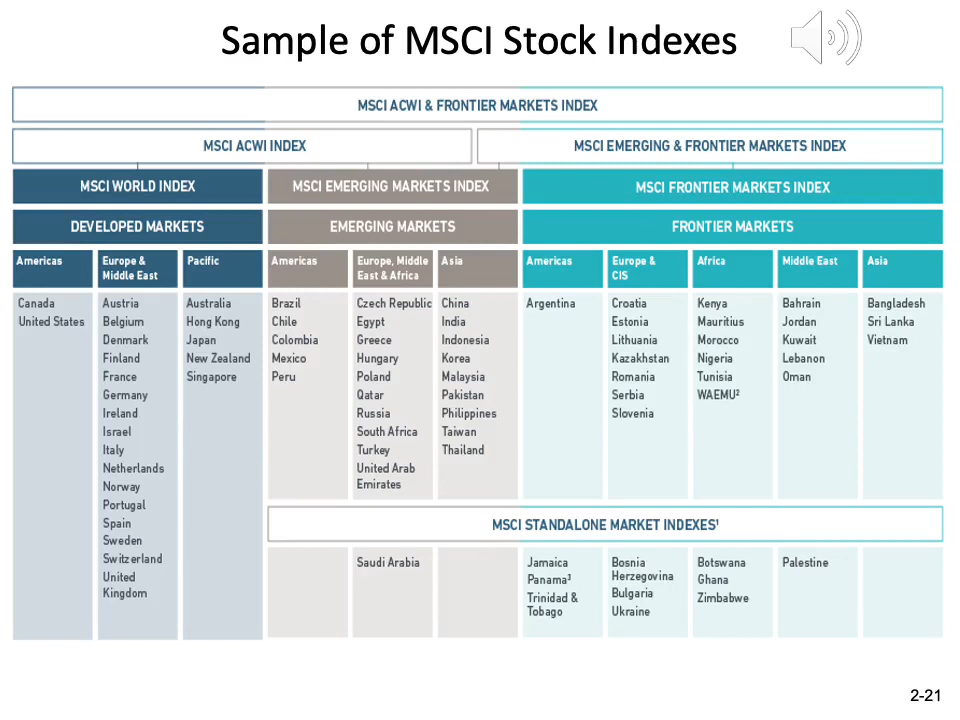 Sample of MSCI Stock Indexes
MSCI ACWI & FRONTIER MARKETS INDEX
MSCI ACWI INDEX
MSCI EMERGING & FRONTIER MARKETS INDEX
MSCI WORLD INDEX
MSCI EMERGING MARKETS INDEX
MSCI FRONTIER MARKETS INDEX
DEVELOPED MARKETS
EMERGING MARKETS
FRONTIER MARKETS
Americas
Canada
United States
Europe &
Middle East
Austria
Belgium
Denmark
Finland
France
Germany
Ireland
Israel
Italy
Netherlands
Norway
Portugal
Spain
Sweden
Switzerland
United
Kingdom
Pacific
Australia
Hong Kong
Japan
New Zealand
Singapore
Americas
Brazil
Chile
Colombia
Mexico
Peru
Europe, Middle
East & Africa
Czech Republic
Egypt
Greece
Hungary
Poland
Qatar
Russia
South Africa
Turkey
United Arab
Emirates
Asia
China
India
Indonesia
Korea
Malaysia
Pakistan
Philippines
Taiwan
Thailand
Americas
Argentina
Europe &
CIS
Croatia
Estonia
Lithuania
Kazakhstan
Romania
Serbia
Slovenia
Africa
Kenya
Mauritius
Morocco
Nigeria
Tunisia
WAEMU²
Middle East
Bahrain
Jordan
Kuwait
Lebanon
Oman
Asia
Bangladesh
Sri Lanka
Vietnam
MSCI STANDALONE MARKET INDEXES¹
Saudi Arabia
Jamaica
Panama³
Trinidad &
Tobago
Bosnia
Herzegovina
Bulgaria
Ukraine
Botswana
Ghana
Zimbabwe
Palestine
2-21